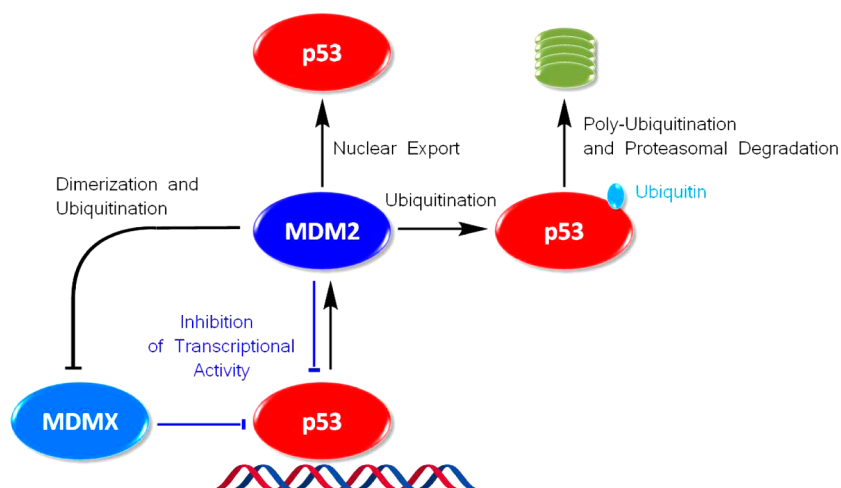 p53
Nuclear Export
Poly-Ubiquitination
and Proteasomal Degradation
Dimerization and
Ubiquitination
Ubiquitination
Ubiquitin
MDM2
p53
Inhibition
of Transcriptional
Activity
MDMX
p53